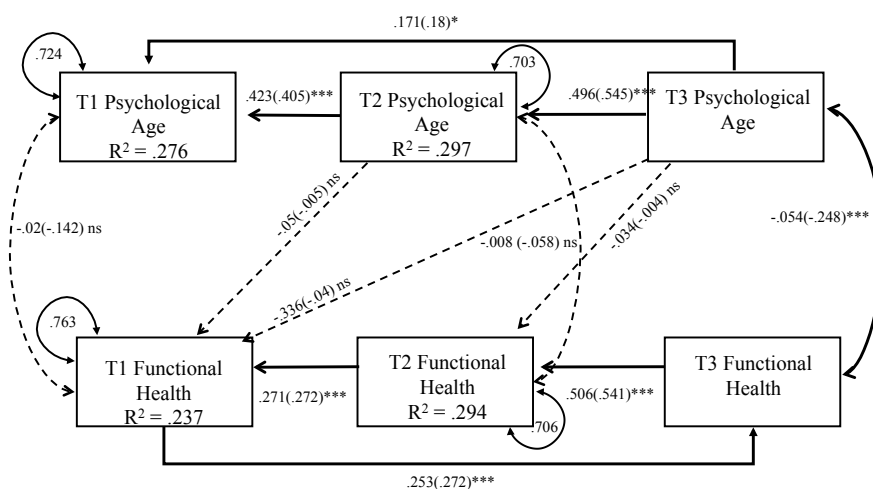 .171(.18)*
.724
.703
T1 Psychological
Age
R² = .276
.423(.405)***
T2 Psychological
Age
R² = .297
.496(.545)***
T3 Psychological
Age
-.02(-.142) ns
-.05(-.005) ns
-.336(-.04) ns
-.008 (-.058) ns
-.034(-.004) ns
-.054(-.248)***
.763
T1 Functional
Health
R² = .237
.271(.272)***
T2 Functional
Health
R² = .294
.706
.506(.541)***
T3 Functional
Health
.253(.272)***